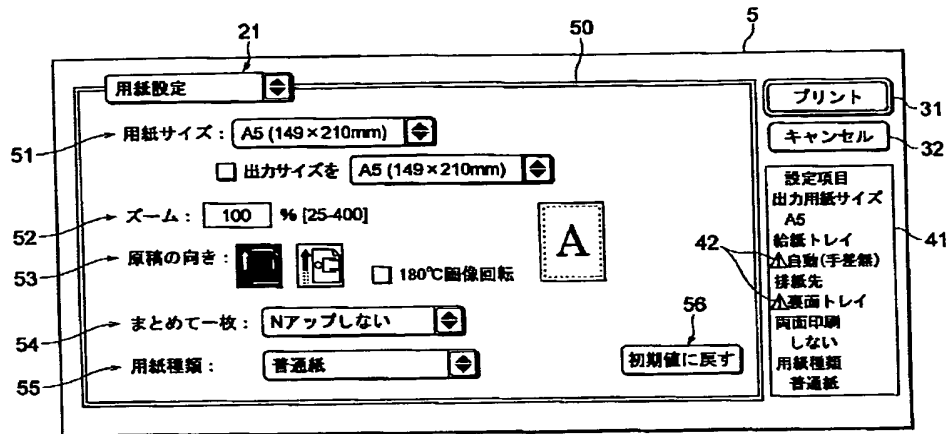 21
50
5
用紙設定
プリント
31
51
用紙サイズ：
A5 (149×210mm)
キャンセル
32
出力サイズを
A5 (149×210mm)
設定項目
出力用紙サイズ
A5
41
52
ズーム：
100
% [25-400]
A
42
給紙トレイ
自動(手差無)
53
原稿の向き：
180℃画像回転
排紙先
裏面トレイ
54
まとめて一枚：
Nアップしない
56
両面印刷
しない
55
用紙種類：
普通紙
初期値に戻す
用紙種類
普通紙